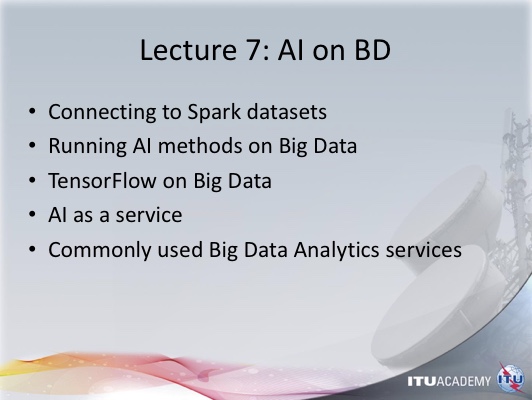 Lecture 7: AI on BD
• Connecting to Spark datasets
• Running AI methods on Big Data
• TensorFlow on Big Data
• AI as a service
• Commonly used Big Data Analytics services
ITUACADEMY ITU